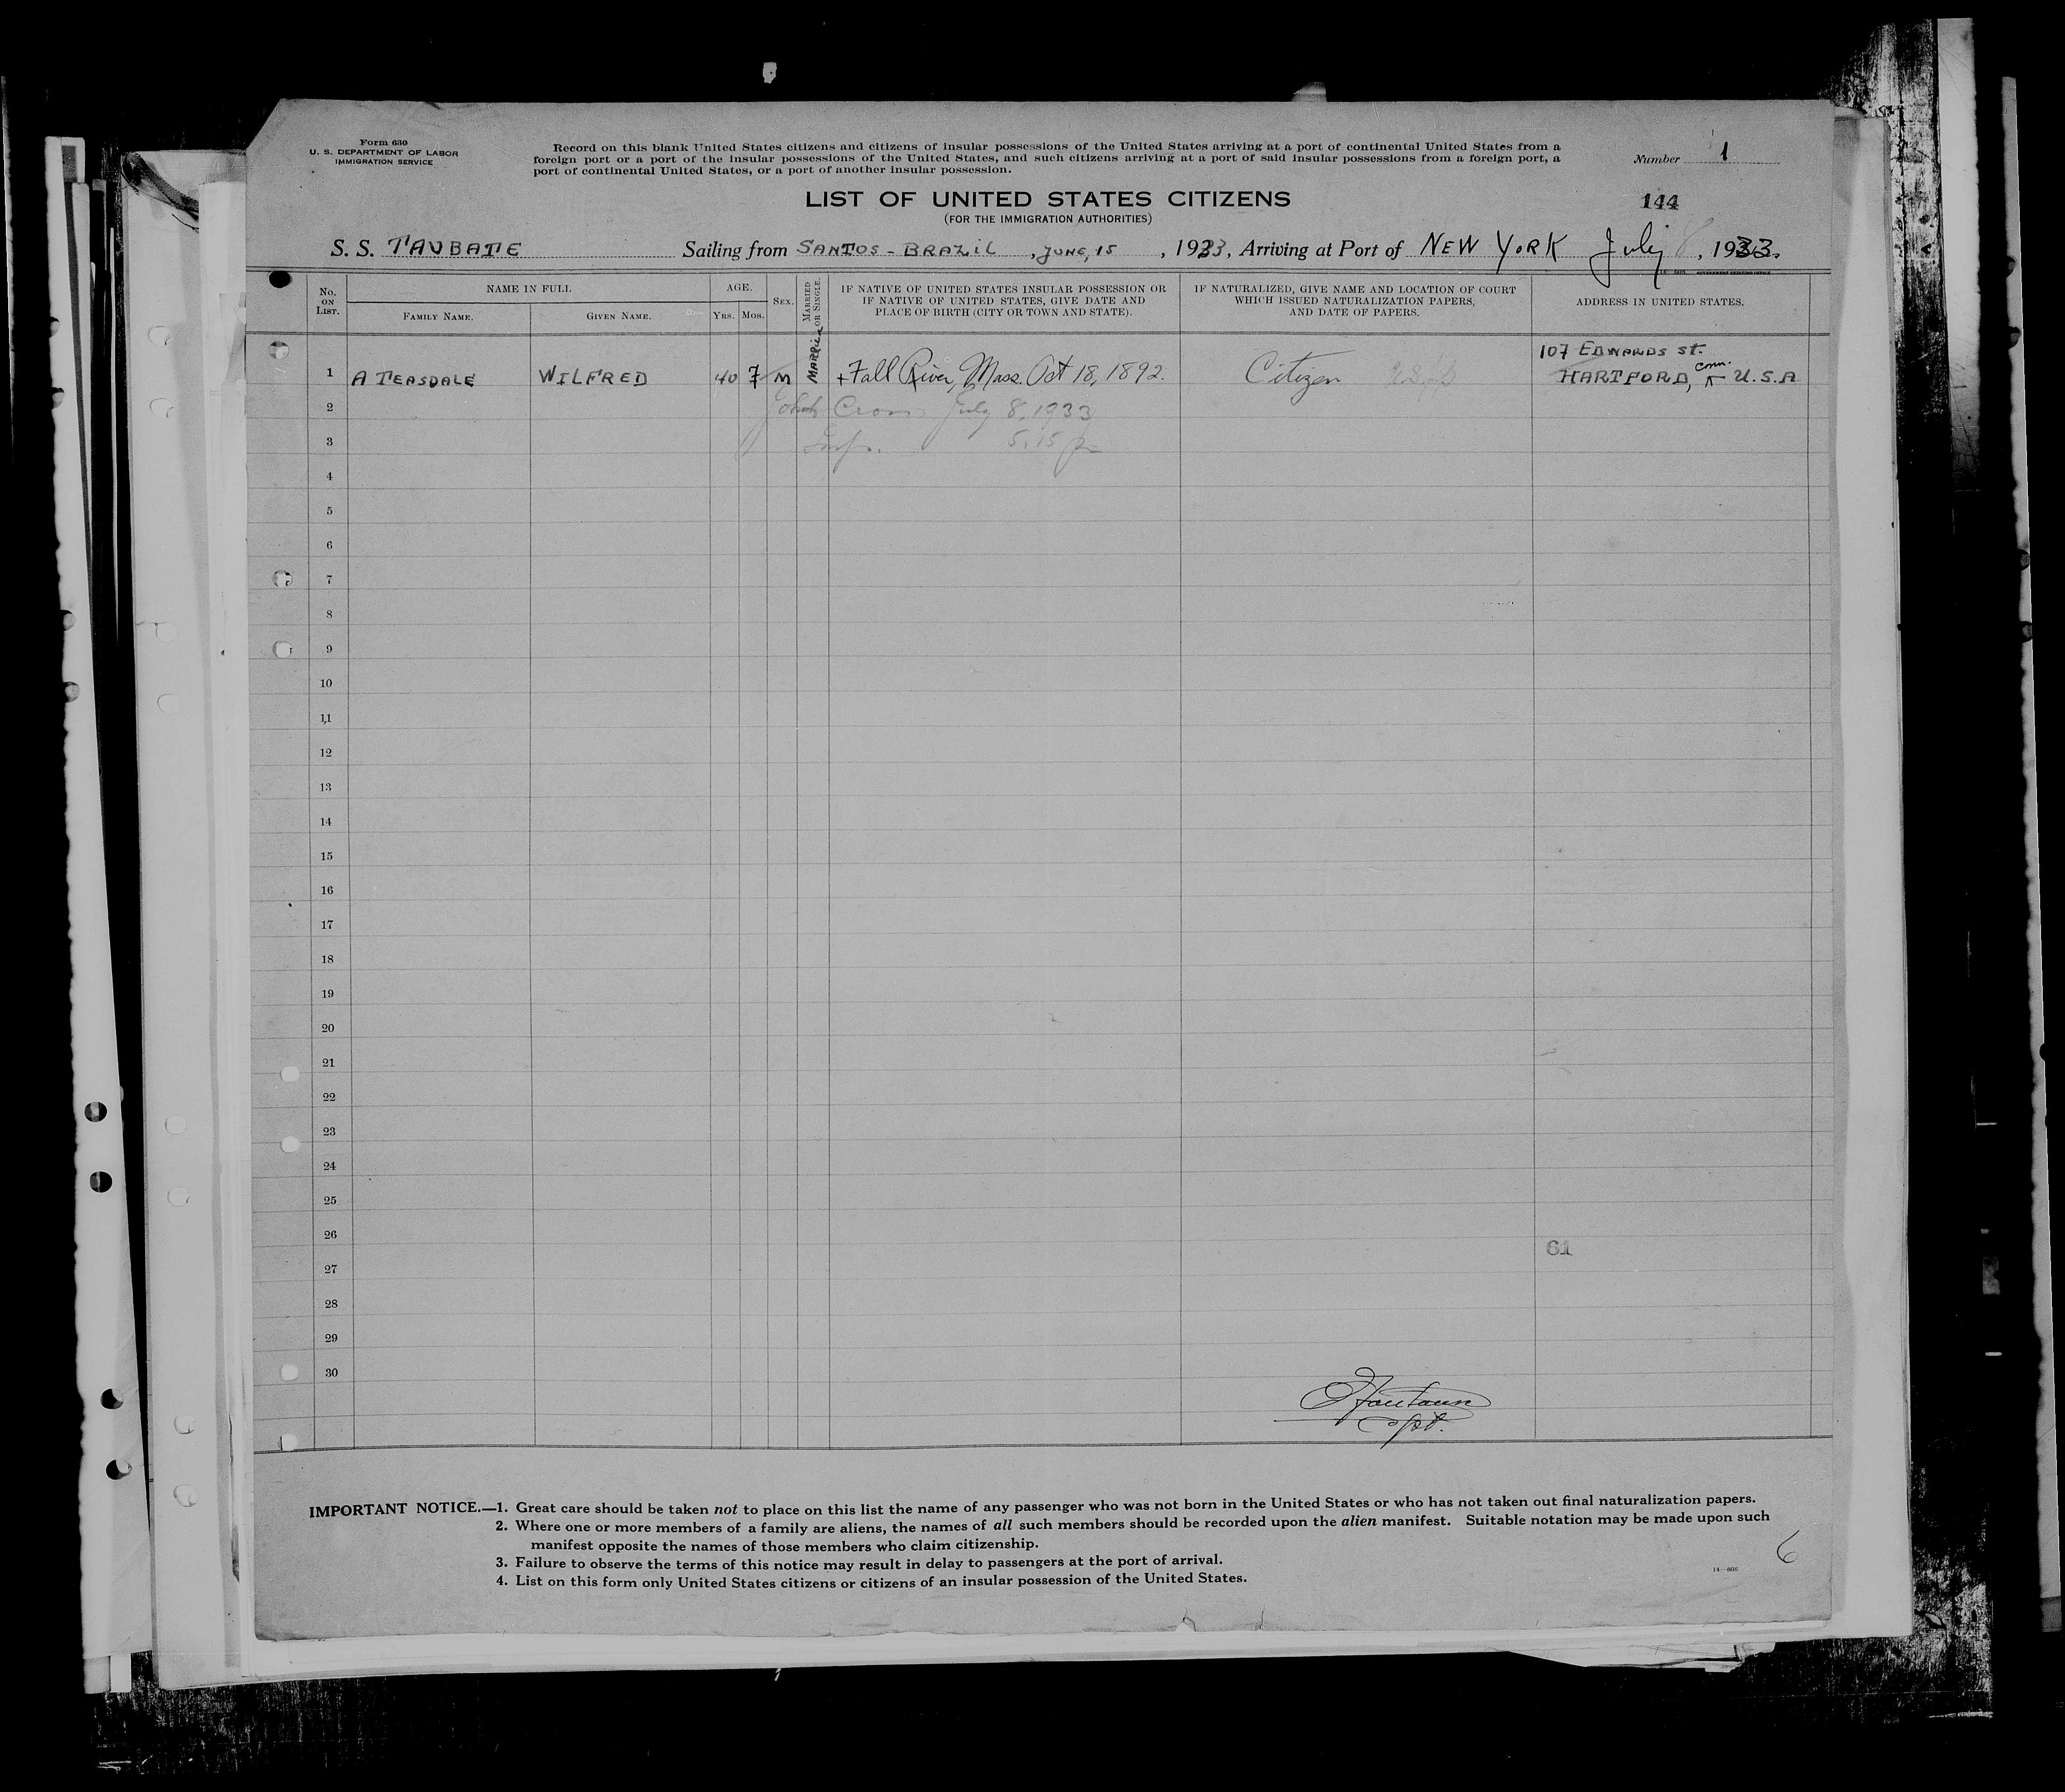 Form 630
U. S. DEPARTMENT OF LABOR
IMMIGRATION SERVICE
Record on this blank United States citizens and citizens of insular possessions of the United States arriving at a port of continental United States from a
foreign port or a port of the insular possessions of the United States, and such citizens arriving at a port of said insular possessions from a foreign port, a
port of continental United States, or a port of another insular possession.
Number 1
LIST OF UNITED STATES CITIZENS
(FOR THE IMMIGRATION AUTHORITIES)
144
S. S. TAUBATE Sailing from SANTOS - BRAZIL, JUNE, 15, 1933, Arriving at Port of NEW YORK July 8, 1933.
No. ON LIST.
NAME IN FULL
FAMILY NAME.
GIVEN NAME.
AGE.
YRS. MOS.
SEX.
MARRIED OR SINGLE.
IF NATIVE OF UNITED STATES INSULAR POSSESSION OR
IF NATIVE OF UNITED STATES, GIVE DATE AND
PLACE OF BIRTH (CITY OR TOWN AND STATE).
IF NATURALIZED, GIVE NAME AND LOCATION OF COURT
WHICH ISSUED NATURALIZATION PAPERS,
AND DATE OF PAPERS.
ADDRESS IN UNITED STATES.
107 EDWARDS St.
1 A TEASDALE WILFRED 40 7 M + Fall River, Mass. Oct 18, 1892. Citizen HARTFORD, Conn. U.S.A
2 Cross July 8, 1933
3 Insp. 5.15 p
4
5
6
7
8
9
10
11
12
13
14
15
16
17
18
19
20
21
22
23
24
25
26
61
27
28
29
30
IMPORTANT NOTICE.—1. Great care should be taken not to place on this list the name of any passenger who was not born in the United States or who has not taken out final naturalization papers.
2. Where one or more members of a family are aliens, the names of all such members should be recorded upon the alien manifest. Suitable notation may be made upon such
manifest opposite the names of those members who claim citizenship.
3. Failure to observe the terms of this notice may result in delay to passengers at the port of arrival.
4. List on this form only United States citizens or citizens of an insular possession of the United States.
14—606
6